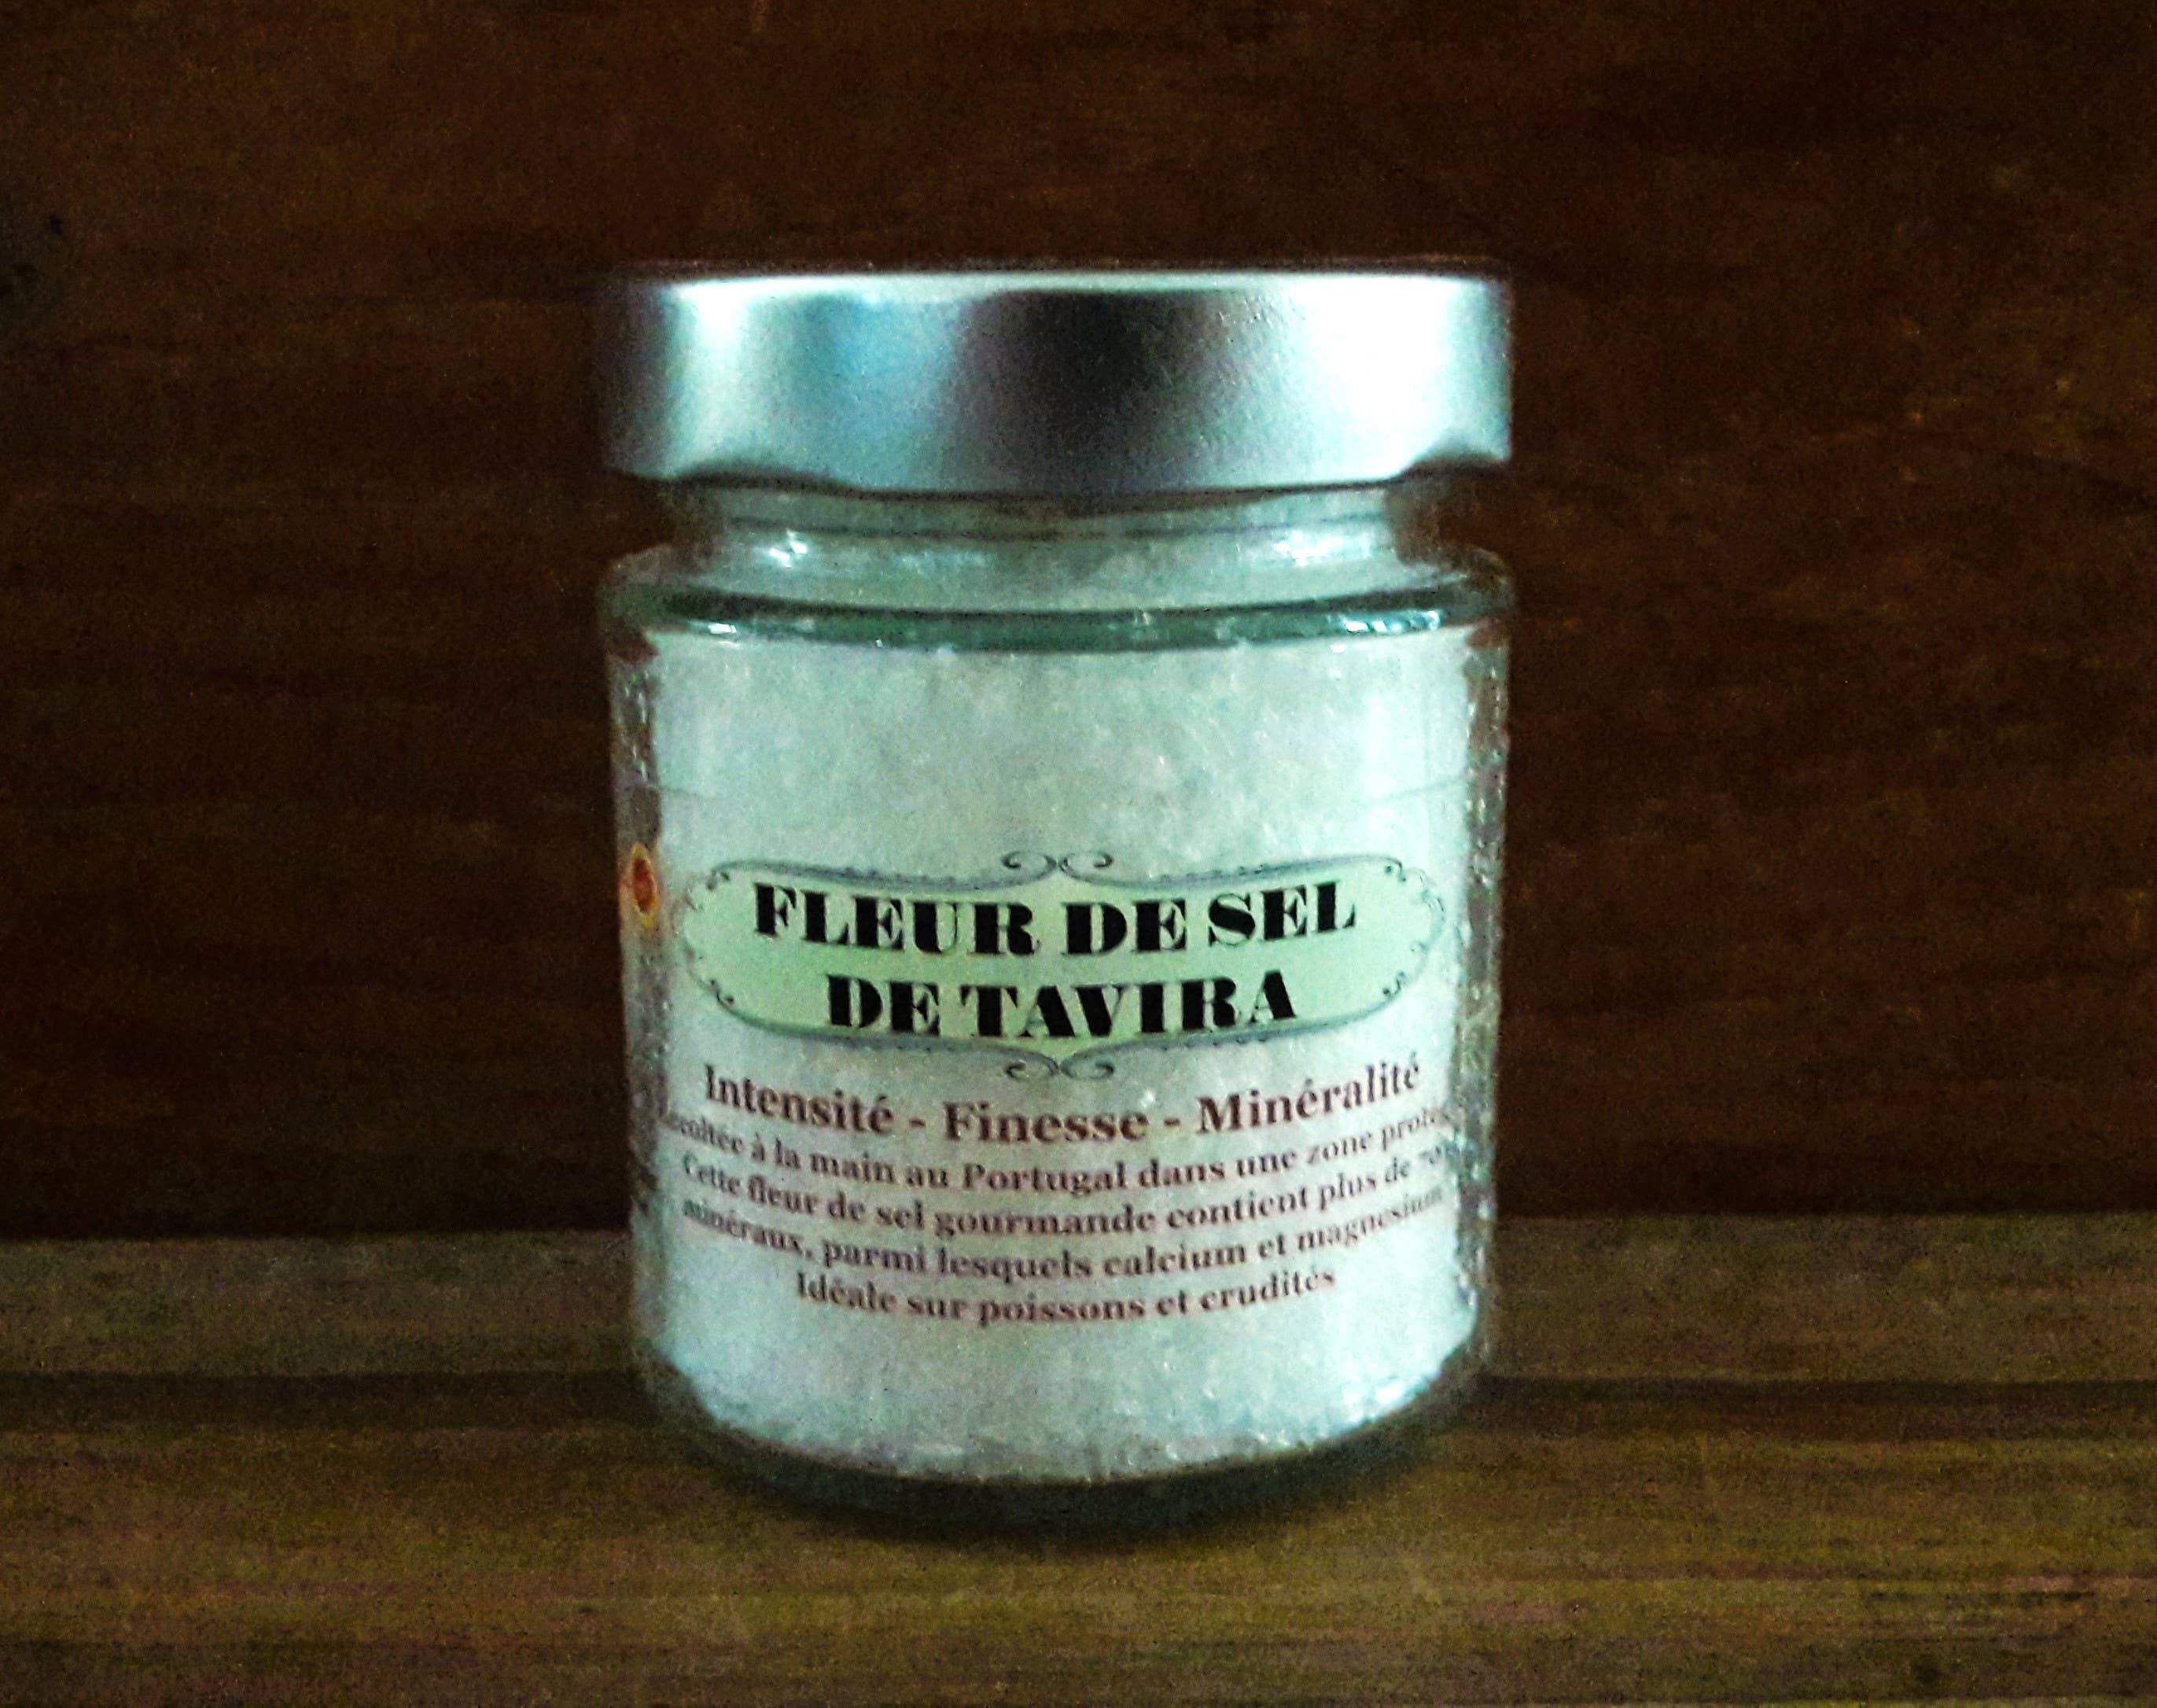 FLEUR DE SEL
DE TAVIRA
Intensité - Finesse - Minéralité
à la main au Portugal dans une zone
Cette fleur de sel gourmande contient plus de
minéraux, parmi lesquels calcium et magnesium
Idéale sur poissons et crudités